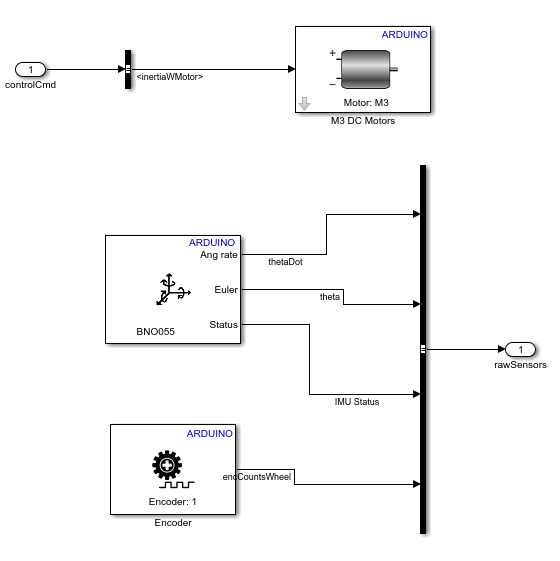 ARDUINO
1
controlCmd
<inertiaWMotor>
+
−
Motor: M3
M3 DC Motors
ARDUINO
Ang rate
thetaDot
Euler
theta
Status
BNO055
1
rawSensors
IMU Status
ARDUINO
encCountsWheel
Encoder: 1
Encoder